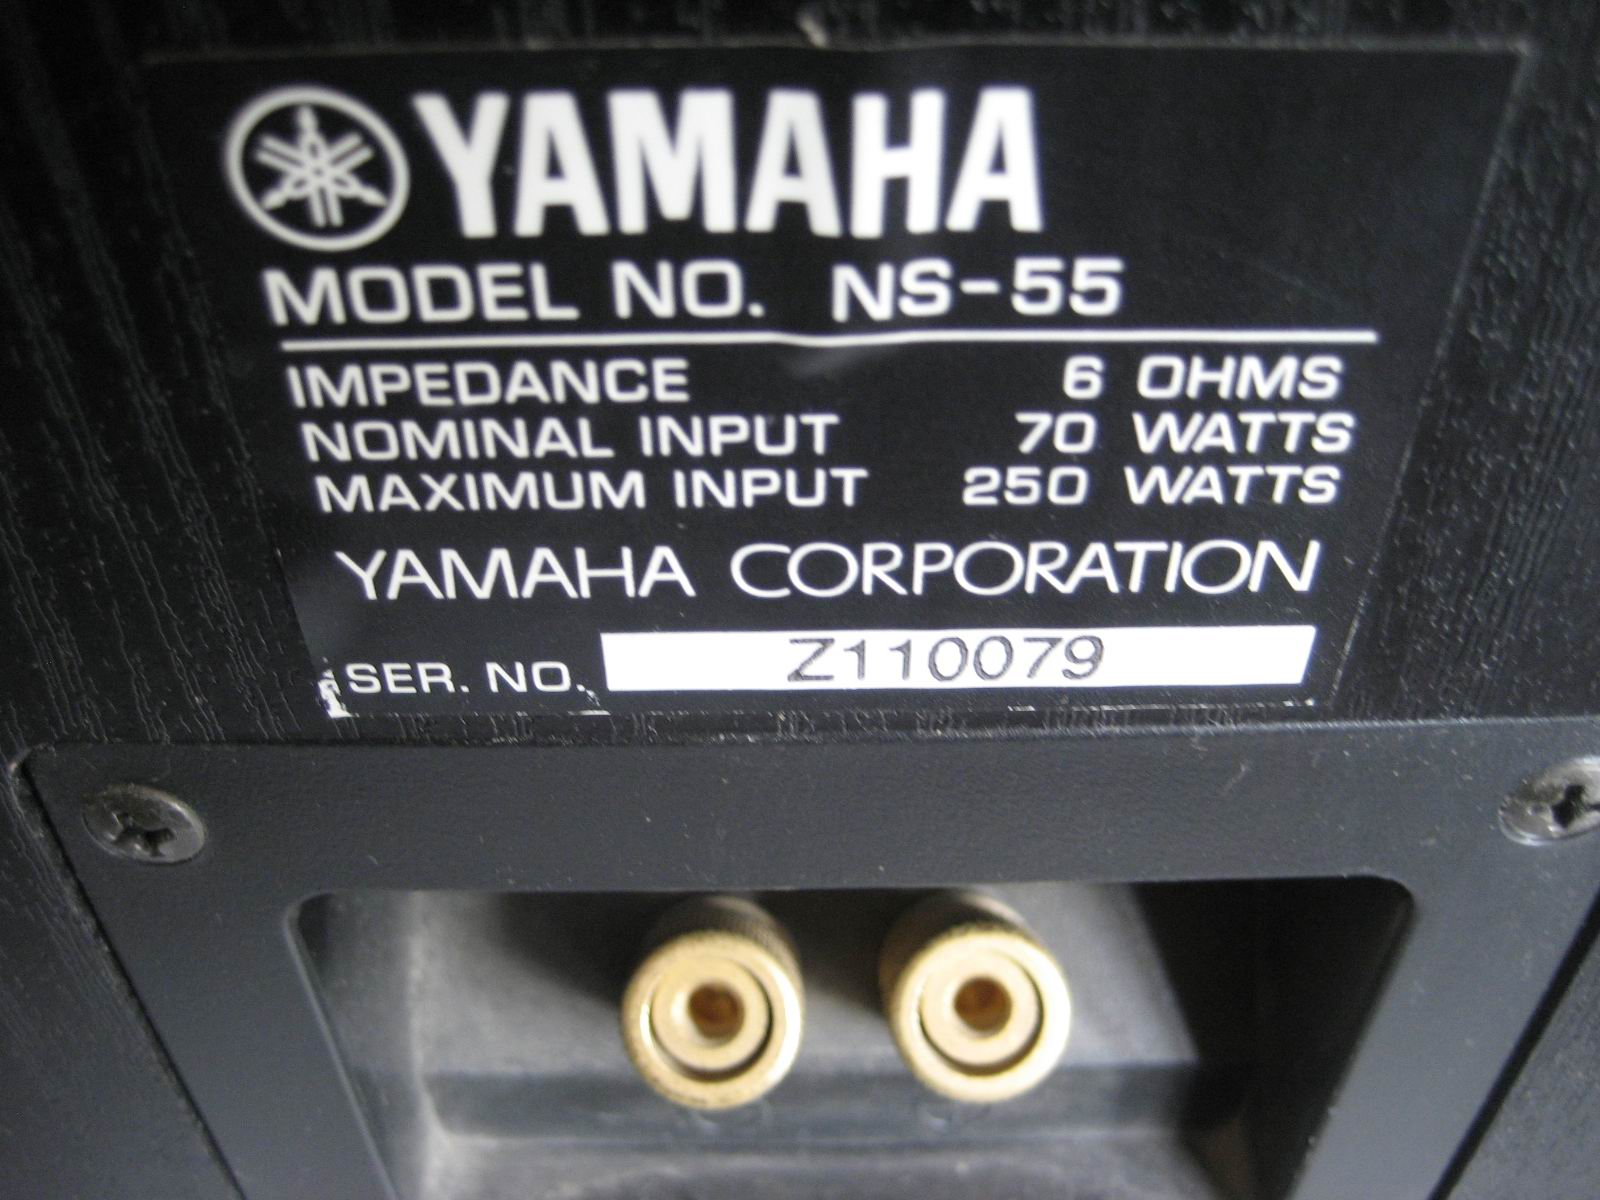 YAMAHA
MODEL NO. NS-55
IMPEDANCE 6 OHMS
NOMINAL INPUT 70 WATTS
MAXIMUM INPUT 250 WATTS
YAMAHA CORPORATION
SER. NO. Z110079